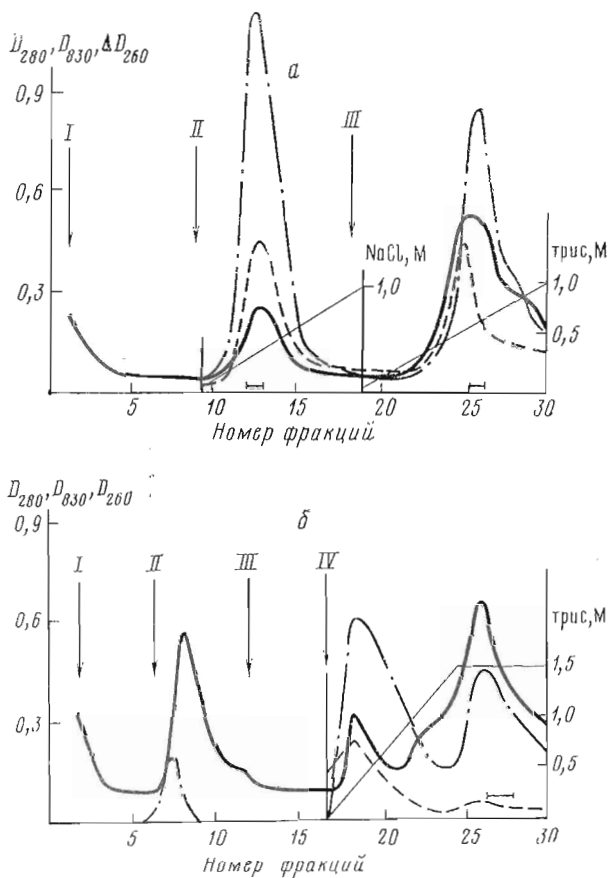 D280, D830, ΔD260
а
0,9
I
II
III
0,6
NaCl, М
трис, М
1,0
1,0
0,3
0,5
5
10
15
20
25
30
Номер фракций
D280, D830, D260
б
0,9
I
II
III
IV
0,6
трис, М
1,5
0,3
1,0
0,5
5
10
15
20
25
30
Номер фракций